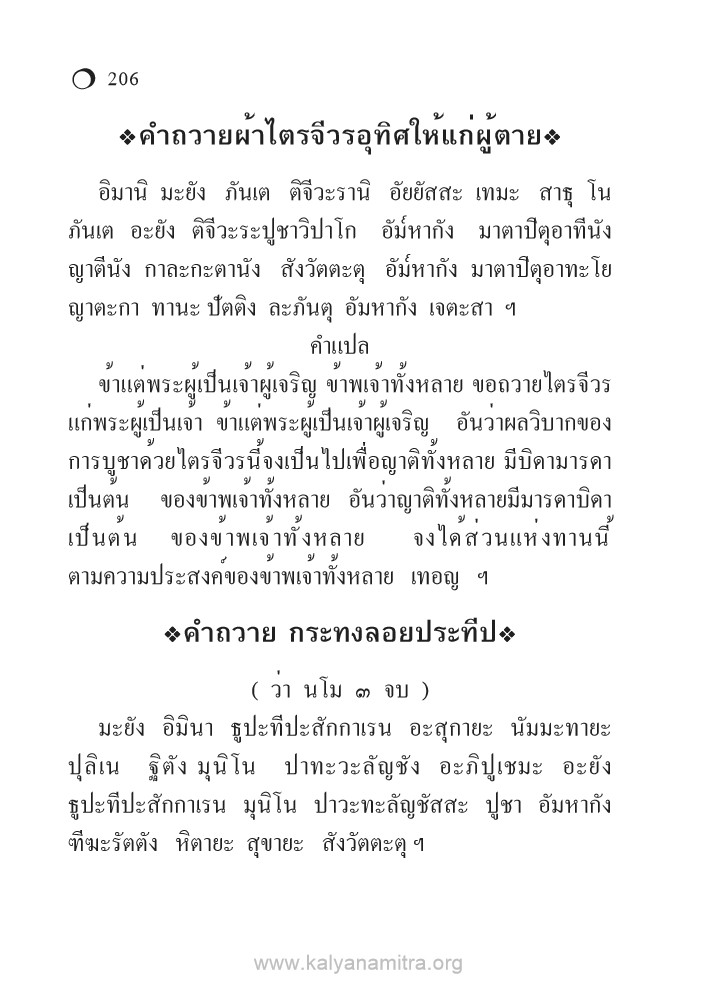 206
❖คำถวายผ้าไตรจีวรอุทิศให้แก่ผู้ตาย❖
อิมานิ มะยัง ภันเต ติจีวะรานิ อัยยัสสะ เทมะ สาธุ โน
ภันเต อะยัง ติจีวะระปูชาวิปาโก อัม์หากัง มาตาปิตุอาทีนัง
ญาตีนัง กาละกะตานัง สังวัตตะตุ อัม์หากัง มาตาปิตุอาทะโย
ญาตะกา ทานะ ปัตติง ละภันตุ อัมหากัง เจตะสา ฯ
คำแปล
ข้าแต่พระผู้เป็นเจ้าผู้เจริญ ข้าพเจ้าทั้งหลาย ขอถวายไตรจีวร
แก่พระผู้เป็นเจ้า ข้าแต่พระผู้เป็นเจ้าผู้เจริญ อันว่าผลวิบากของ
การบูชาด้วยไตรจีวรนี้จงเป็นไปเพื่อญาติทั้งหลาย มีบิดามารดา
เป็นต้น ของข้าพเจ้าทั้งหลาย อันว่าญาติทั้งหลายมีมารดาบิดา
เป็นต้น ของข้าพเจ้าทั้งหลาย จงได้ส่วนแห่งทานนี้
ตามความประสงค์ของข้าพเจ้าทั้งหลาย เทอญ ฯ
❖คำถวาย กระทงลอยประทีป❖
( ว่า นโม ๓ จบ )
มะยัง อิมินา ธูปะทีปะสักกาเรน อะสุกายะ นัมมะทายะ
ปุลิเน ฐิตัง มุนิโน ปาทะวะลัญชัง อะภิปูเชมะ อะยัง
ธูปะทีปะสักกาเรน มุนิโน ปาวะทะลัญชัสสะ ปูชา อัมหากัง
ฑีฆะรัตตัง หิตายะ สุขายะ สังวัตตะตุ ฯ
www.kalyanamitra.org